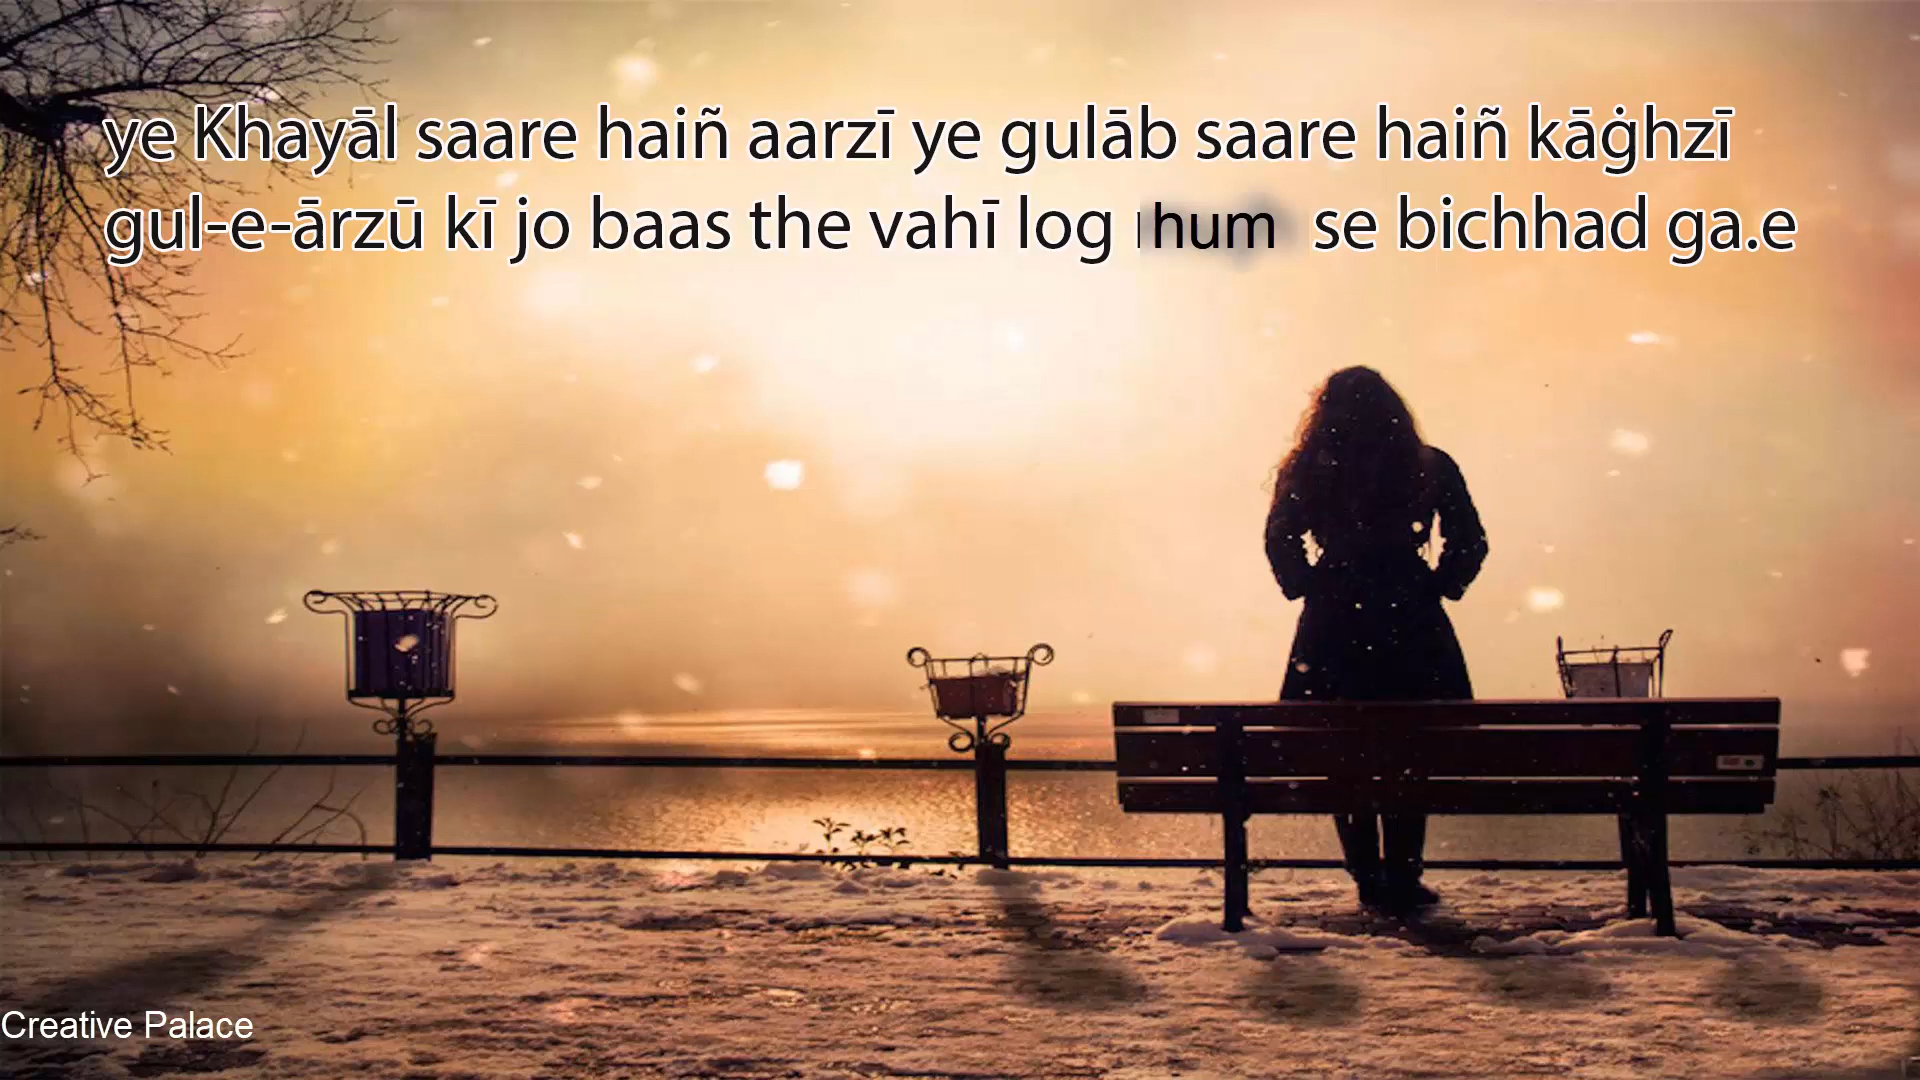 ye Khayāl saare haiñ aarzī ye gulāb saare haiñ kāġhzī
gul-e-ārzū kī jo baas the vahī log hum se bichhad ga.e
Creative Palace